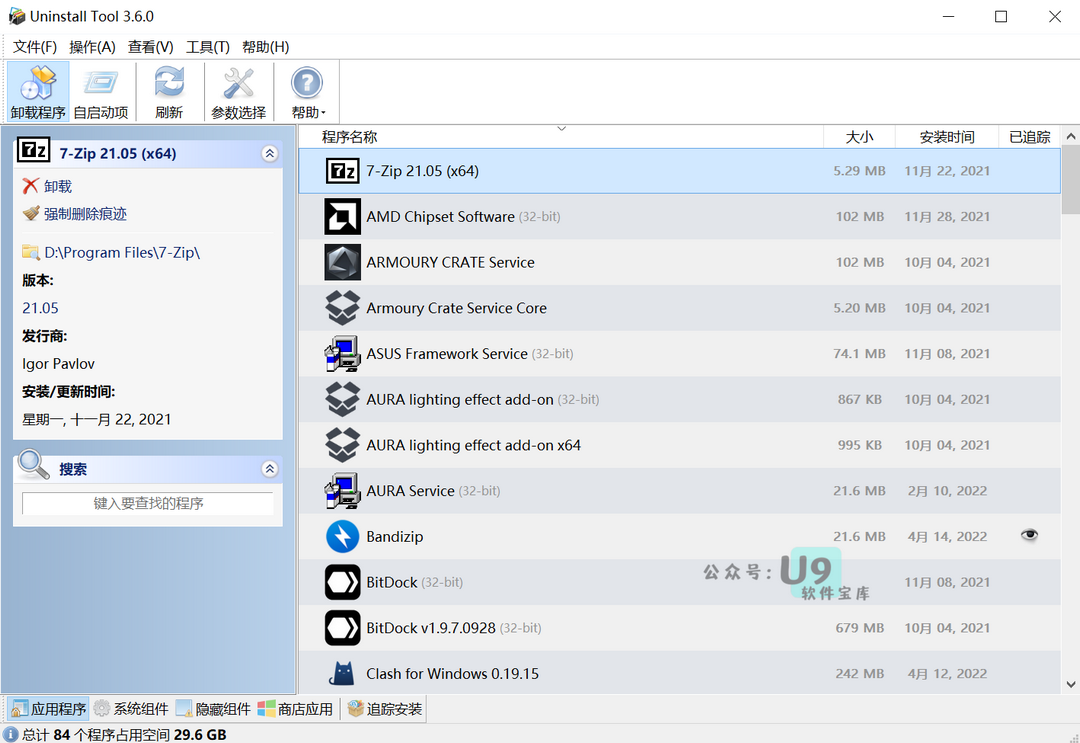 Uninstall Tool 3.6.0
文件(F) 操作(A) 查看(V) 工具(T) 帮助(H)
卸载程序 自启动项 刷新 参数选择 帮助
程序名称 大小 安装时间 已追踪
7-Zip 21.05 (x64)
卸载
强制删除痕迹
D:\Program Files\7-Zip\
版本:
21.05
发行商:
Igor Pavlov
安装/更新时间:
星期一, 十一月 22, 2021
搜索
键入要查找的程序
7-Zip 21.05 (x64) 5.29 MB 11月 22, 2021
AMD Chipset Software (32-bit) 102 MB 11月 28, 2021
ARMOURY CRATE Service 102 MB 10月 04, 2021
Armoury Crate Service Core 5.20 MB 10月 04, 2021
ASUS Framework Service (32-bit) 74.1 MB 11月 08, 2021
AURA lighting effect add-on (32-bit) 867 KB 10月 04, 2021
AURA lighting effect add-on x64 995 KB 10月 04, 2021
AURA Service (32-bit) 21.6 MB 2月 10, 2022
Bandizip 21.6 MB 4月 14, 2022
BitDock (32-bit) 11月 08, 2021
公众号: U9 软件宝库
BitDock v1.9.7.0928 (32-bit) 679 MB 10月 04, 2021
Clash for Windows 0.19.15 242 MB 4月 12, 2022
应用程序 系统组件 隐藏组件 商店应用 追踪安装
总计 84 个程序占用空间 29.6 GB